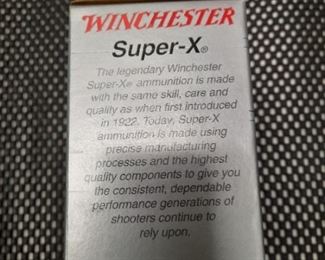 WINCHESTER
Super-X®
The legendary Winchester
Super-X® ammunition is made
with the same skill, care and
quality as when first introduced
in 1922. Today, Super-X
ammunition is made using
precise manufacturing
processes and the highest
quality components to give you
the consistent, dependable
performance generations of
shooters continue to
rely upon.